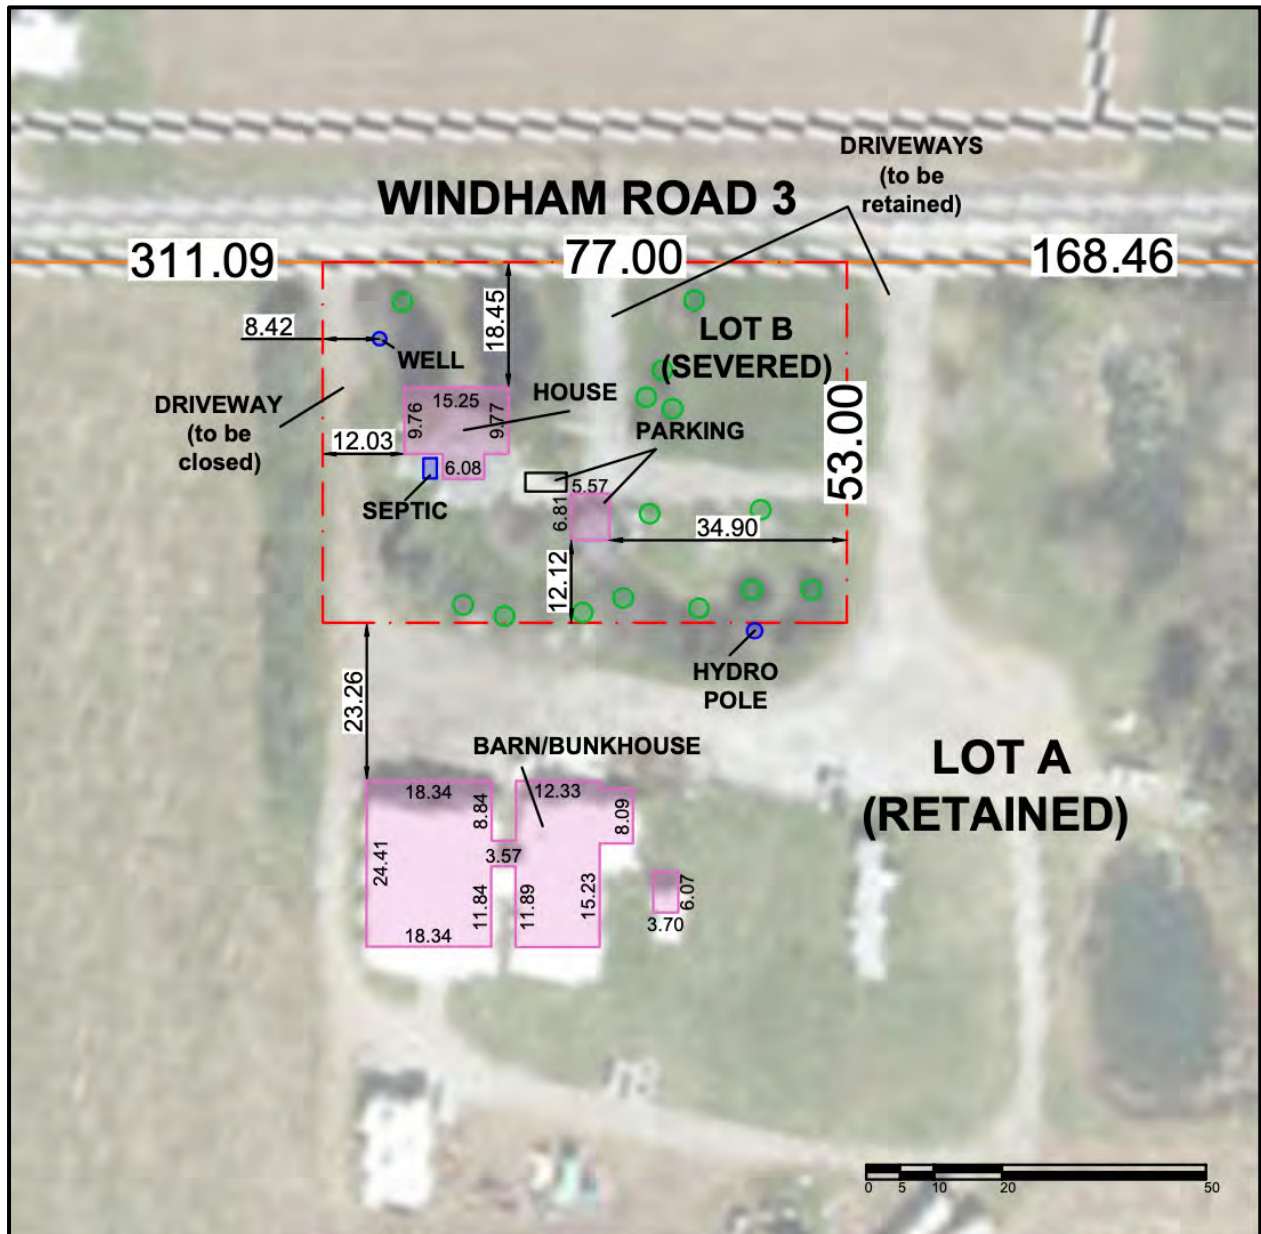 DRIVEWAYS
(to be
retained)
WINDHAM ROAD 3
311.09
77.00
168.46
18.45
8.42
WELL
LOT B
(SEVERED)
HOUSE
15.25
9.76
9.77
DRIVEWAY
(to be
closed)
12.03
6.08
SEPTIC
PARKING
53.00
5.57
6.81
34.90
12.12
HYDRO
POLE
23.26
BARN/BUNKHOUSE
LOT A
(RETAINED)
18.34
8.84
12.33
8.09
3.57
24.41
11.84
11.89
15.23
6.07
3.70
18.34
0 5 10 20 50